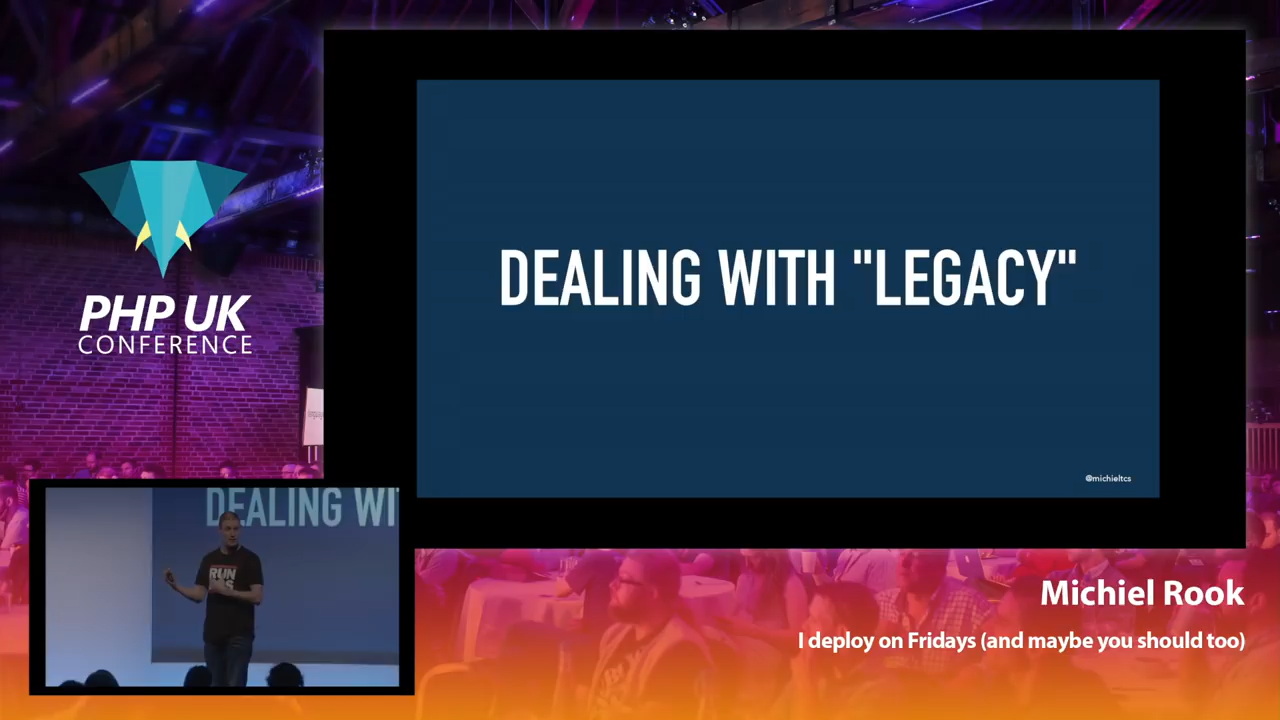 PHP UK
CONFERENCE
DEALING WITH "LEGACY"
@michieltcs
DEALING WI
RUN
Michiel Rook
I deploy on Fridays (and maybe you should too)